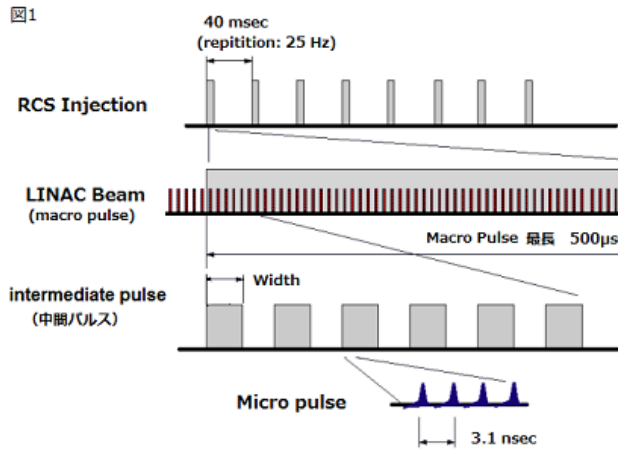 図1
40 msec
(repitition: 25 Hz)
RCS Injection
LINAC Beam
(macro pulse)
Macro Pulse 最長 500μs
Width
intermediate pulse
(中間パルス)
Micro pulse
3.1 nsec